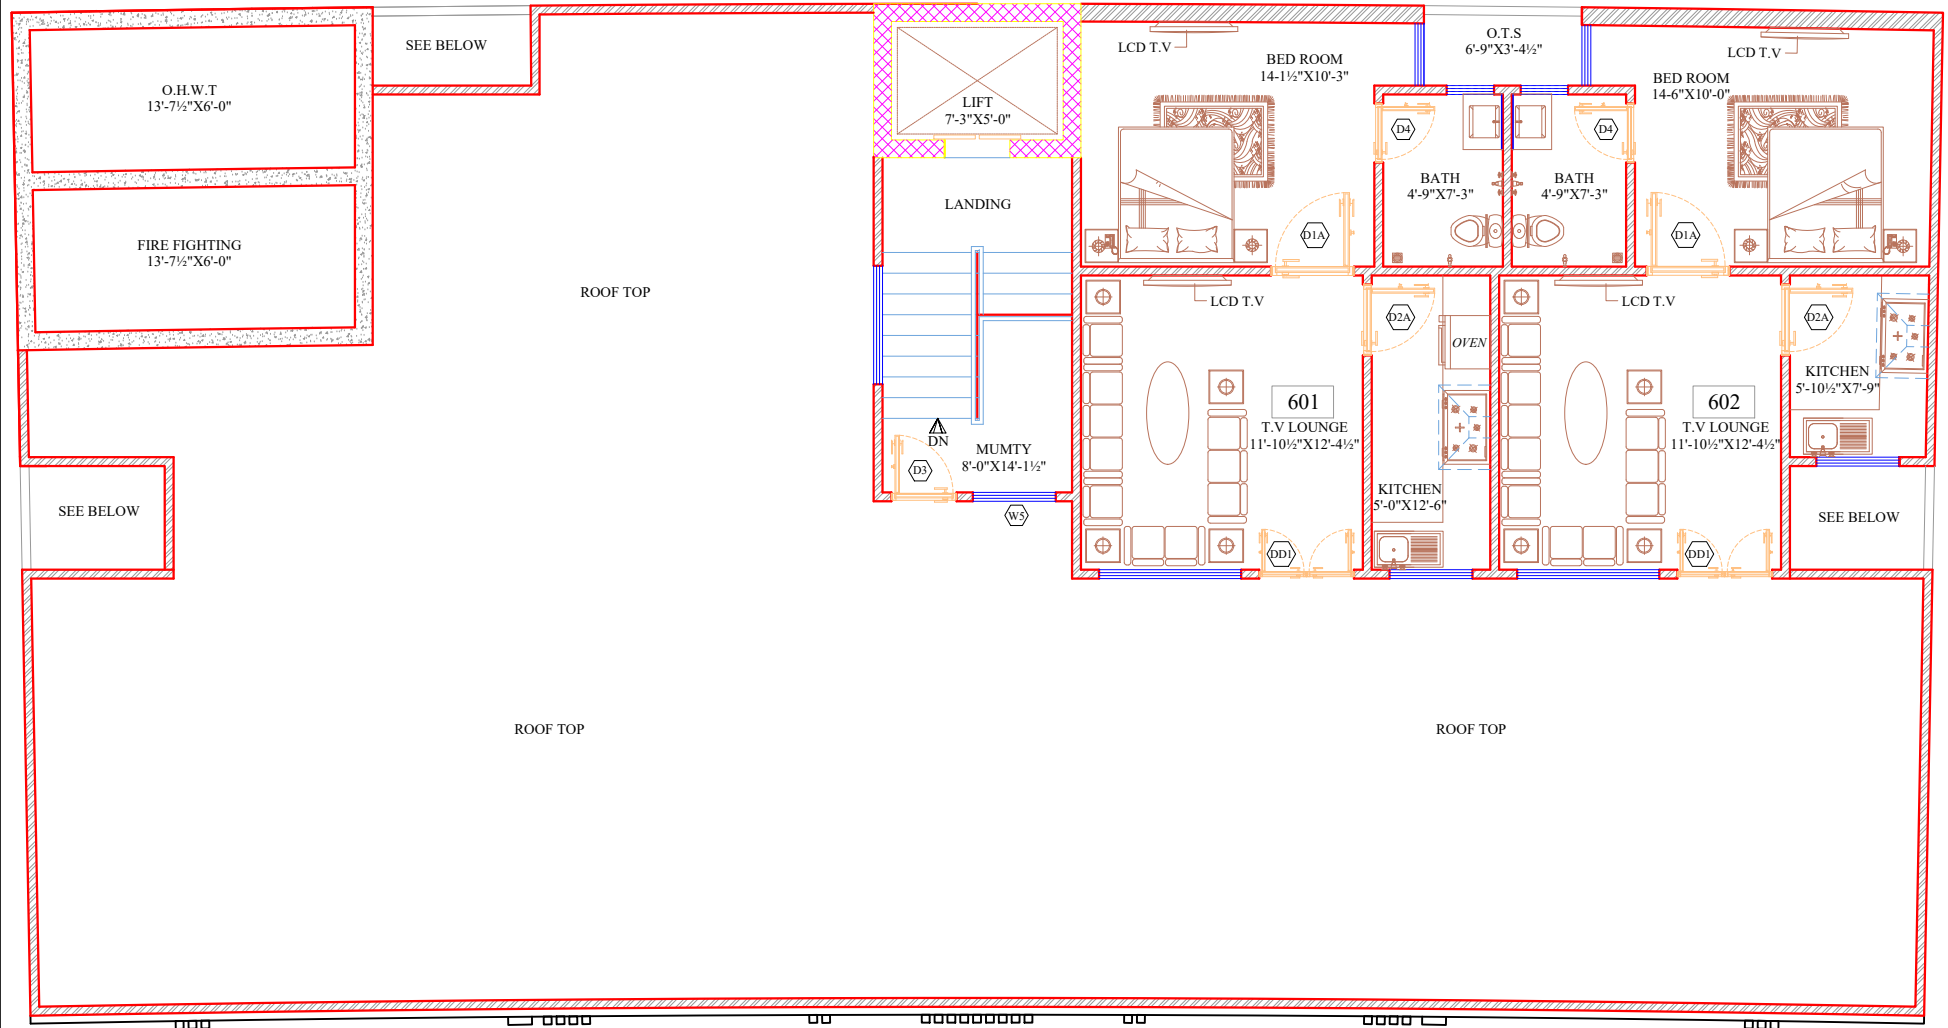 SEE BELOW
O.H.W.T
13'-7½"X6'-0"
FIRE FIGHTING
13'-7½"X6'-0"
ROOF TOP
SEE BELOW
LIFT
7'-3"X5'-0"
LANDING
DN
D3
MUMTY
8'-0"X14'-1½"
W5
LCD T.V
BED ROOM
14-1½"X10'-3"
O.T.S
6'-9"X3'-4½"
LCD T.V
BED ROOM
14-6"X10'-0"
D4
D4
BATH
4'-9"X7'-3"
BATH
4'-9"X7'-3"
D1A
D1A
LCD T.V
LCD T.V
D2A
D2A
OVEN
601
T.V LOUNGE
11'-10½"X12'-4½"
602
T.V LOUNGE
11'-10½"X12'-4½"
KITCHEN
5'-10½"X7'-9"
KITCHEN
5'-0"X12'-6"
SEE BELOW
DD1
DD1
ROOF TOP
ROOF TOP